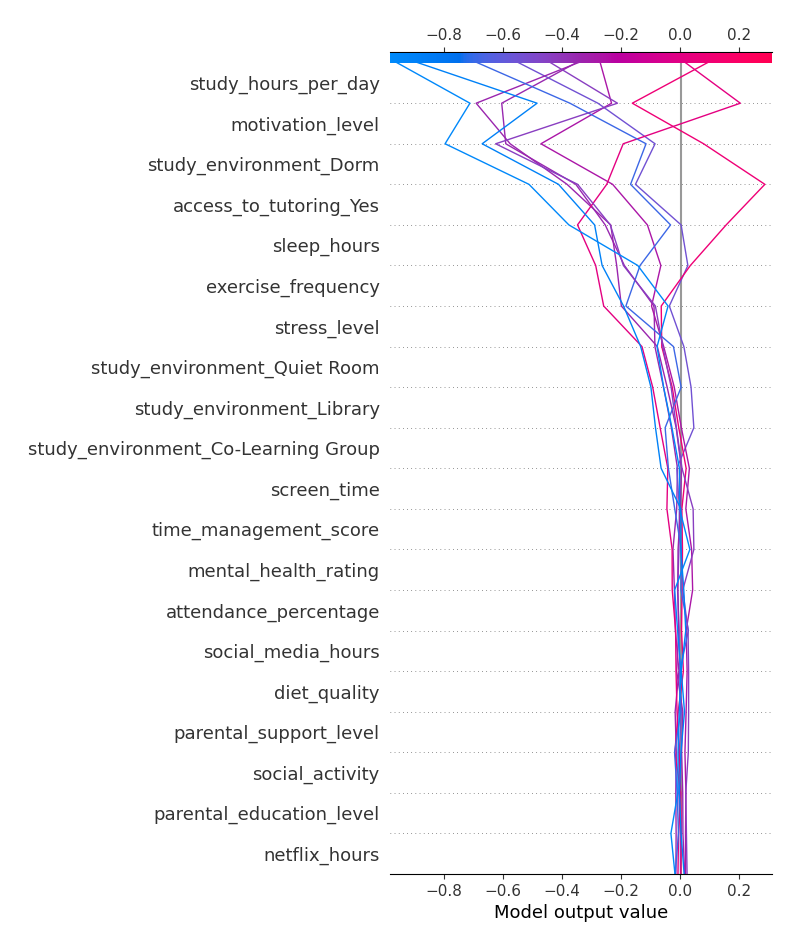 −0.8 −0.6 −0.4 −0.2 0.0 0.2
study_hours_per_day
motivation_level
study_environment_Dorm
access_to_tutoring_Yes
sleep_hours
exercise_frequency
stress_level
study_environment_Quiet Room
study_environment_Library
study_environment_Co-Learning Group
screen_time
time_management_score
mental_health_rating
attendance_percentage
social_media_hours
diet_quality
parental_support_level
social_activity
parental_education_level
netflix_hours
−0.8 −0.6 −0.4 −0.2 0.0 0.2
Model output value